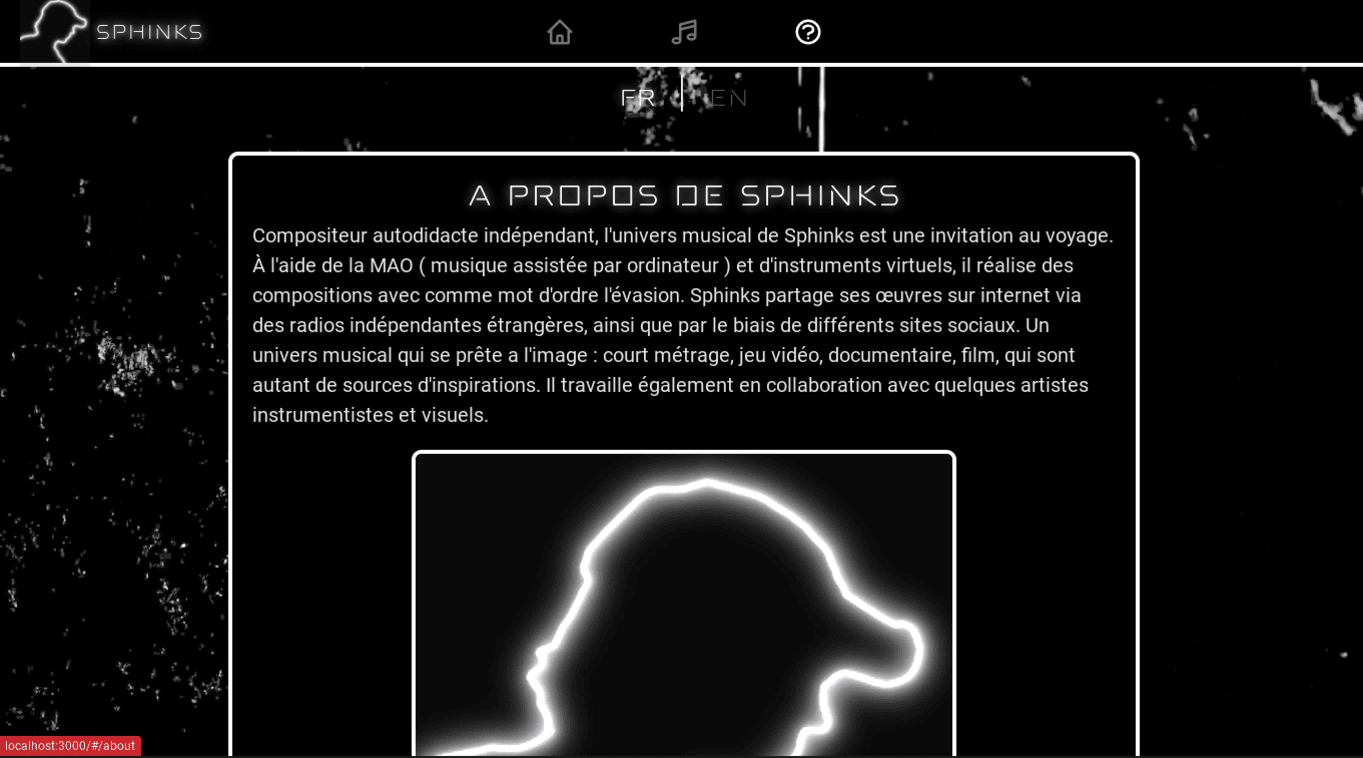 SPHINKS
FR
EN
A PROPOS DE SPHINKS
Compositeur autodidacte indépendant, l'univers musical de Sphinks est une invitation au voyage.
À l'aide de la MAO ( musique assistée par ordinateur ) et d'instruments virtuels, il réalise des
compositions avec comme mot d'ordre l'évasion. Sphinks partage ses œuvres sur internet via
des radios indépendantes étrangères, ainsi que par le biais de différents sites sociaux. Un
univers musical qui se prête a l'image : court métrage, jeu vidéo, documentaire, film, qui sont
autant de sources d'inspirations. Il travaille également en collaboration avec quelques artistes
instrumentistes et visuels.
localhost:3000/#/about